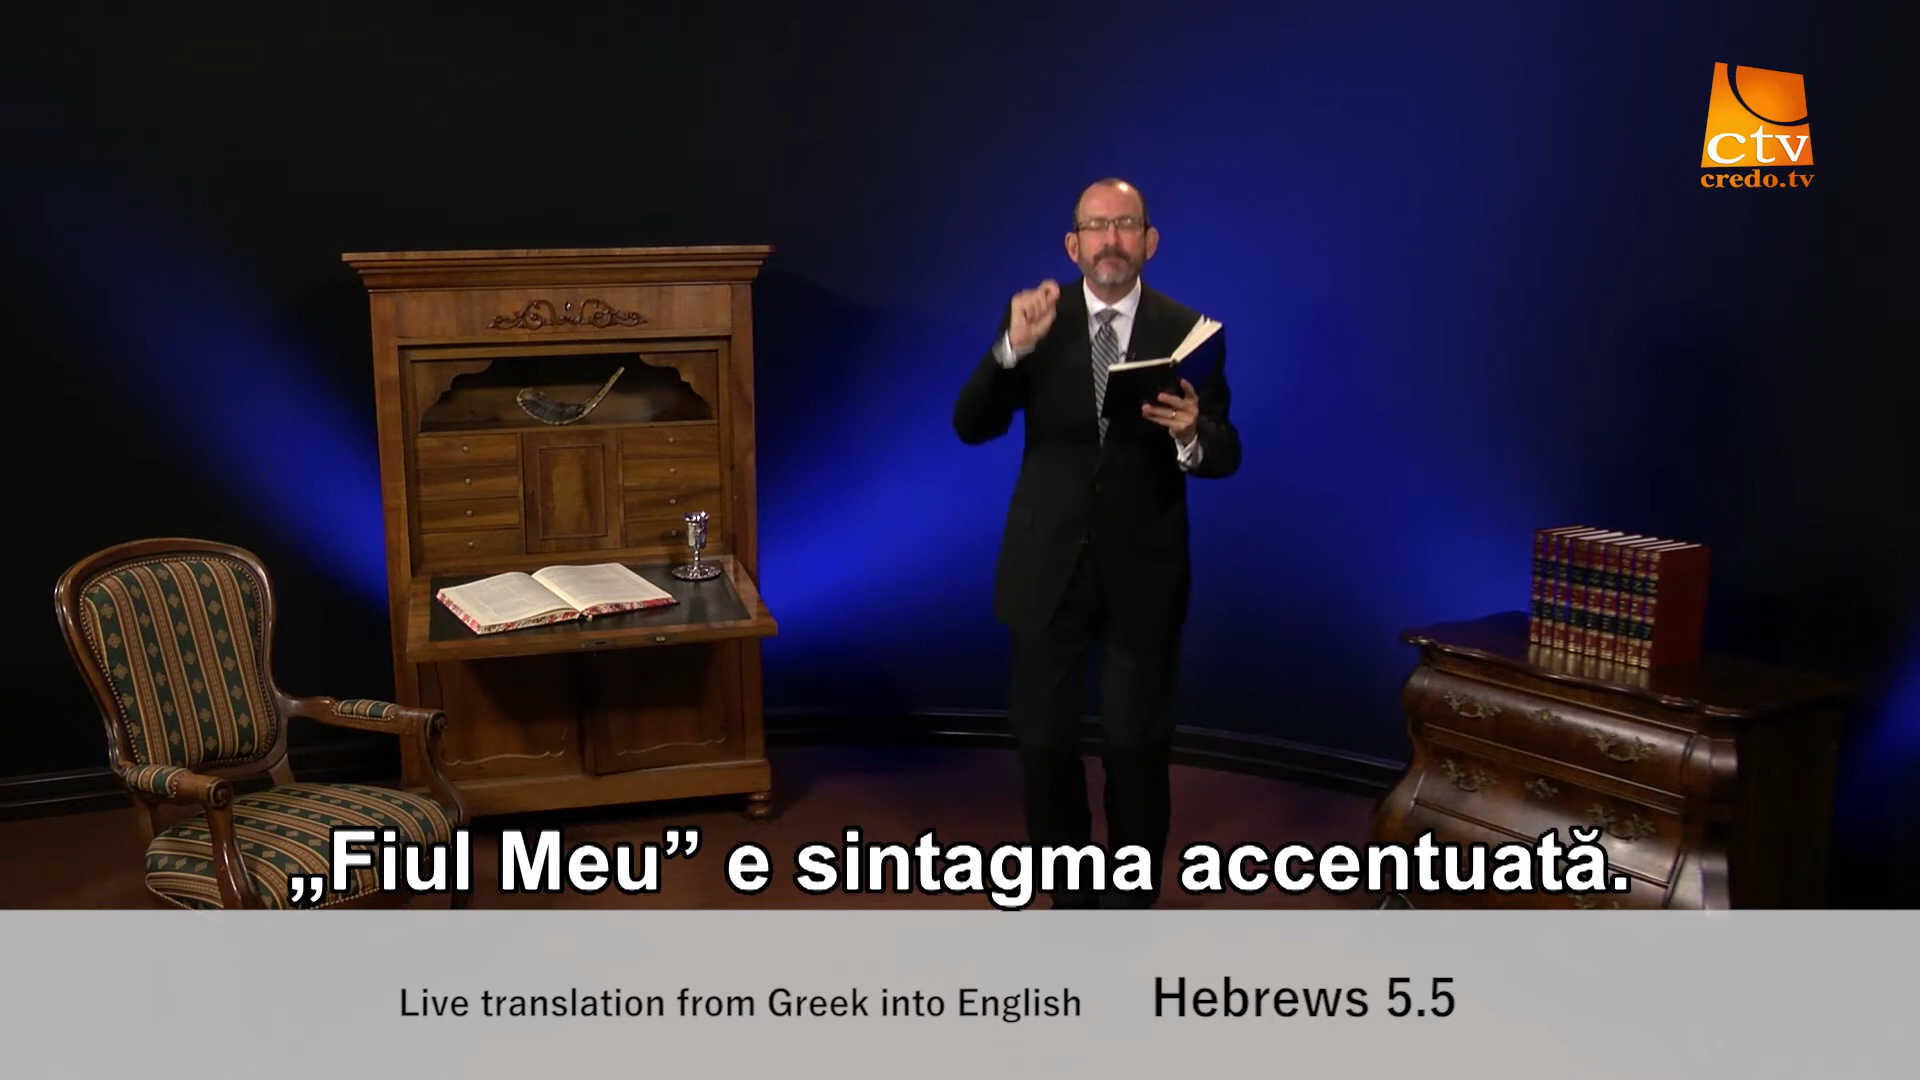 ctv
credo.tv
„Fiul Meu” e sintagma accentuată.
Live translation from Greek into English Hebrews 5.5